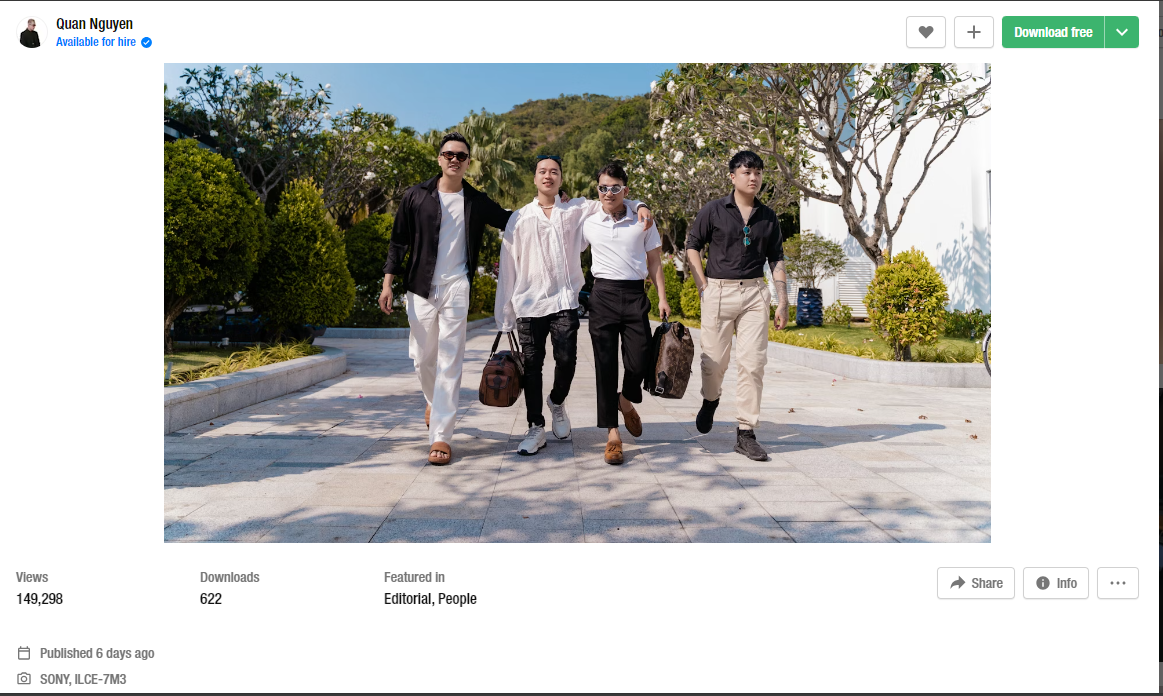 Quan Nguyen
Available for hire
Download free
Views
Downloads
Featured in
149,298
622
Editorial, People
Share
Info
Published 6 days ago
SONY, ILCE-7M3